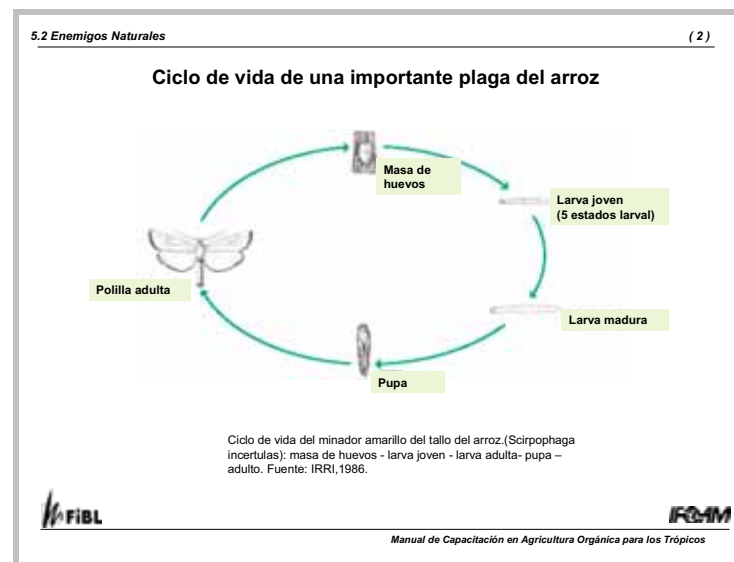 5.2 Enemigos Naturales
( 2 )
Ciclo de vida de una importante plaga del arroz
Masa de
huevos
Larva joven
(5 estados larval)
Polilla adulta
Larva madura
Pupa
Ciclo de vida del minador amarillo del tallo del arroz.(Scirpophaga
incertulas): masa de huevos - larva joven - larva adulta- pupa –
adulto. Fuente: IRRI,1986.
FiBL
IFOAM
Manual de Capacitación en Agricultura Orgánica para los Trópicos